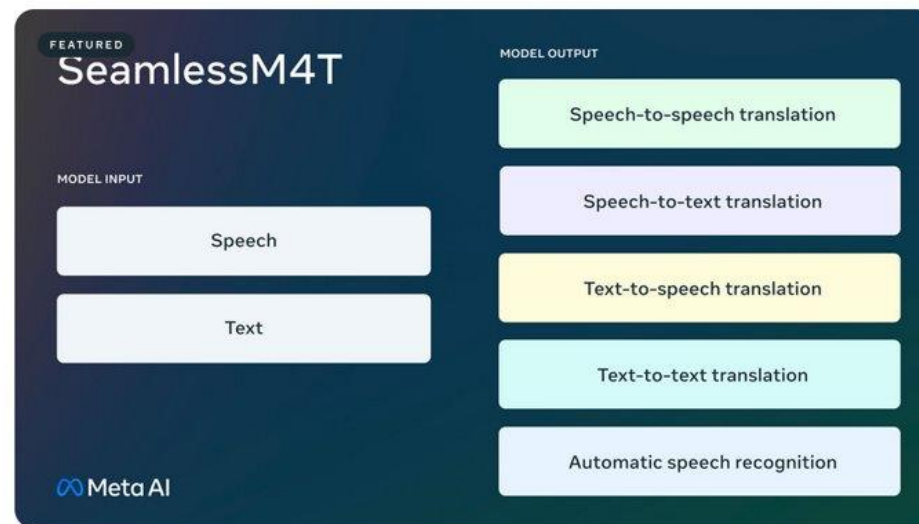 FEATURED
SeamlessM4T
MODEL INPUT
Speech
Text
Meta AI
MODEL OUTPUT
Speech-to-speech translation
Speech-to-text translation
Text-to-speech translation
Text-to-text translation
Automatic speech recognition